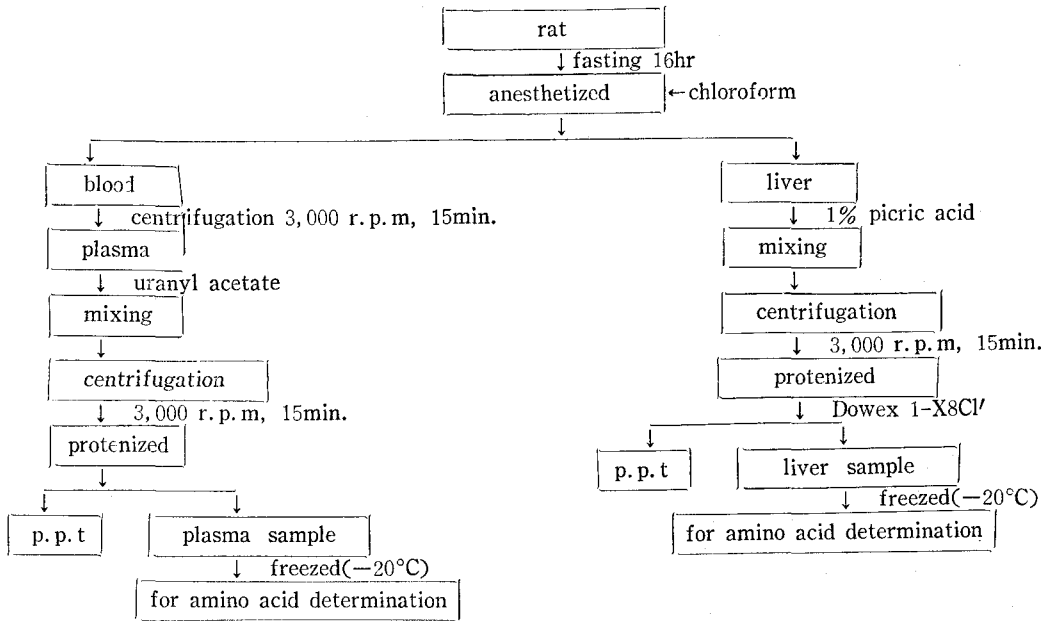 rat
↓ fasting 16hr
anesthetized ←chloroform
↓
↓ ↓
blood
↓ centrifugation 3,000 r.p.m, 15min.
plasma
↓ uranyl acetate
mixing
↓
centrifugation
↓ 3,000 r.p.m, 15min.
protenized
↓
↓ ↓
p.p.t plasma sample
↓ freezed(−20°C)
for amino acid determination
liver
↓ 1% picric acid
mixing
↓
centrifugation
↓ 3,000 r.p.m, 15min.
protenized
↓ Dowex 1-X8Cl′
↓ ↓
p.p.t liver sample
↓ freezed(−20°C)
for amino acid determination